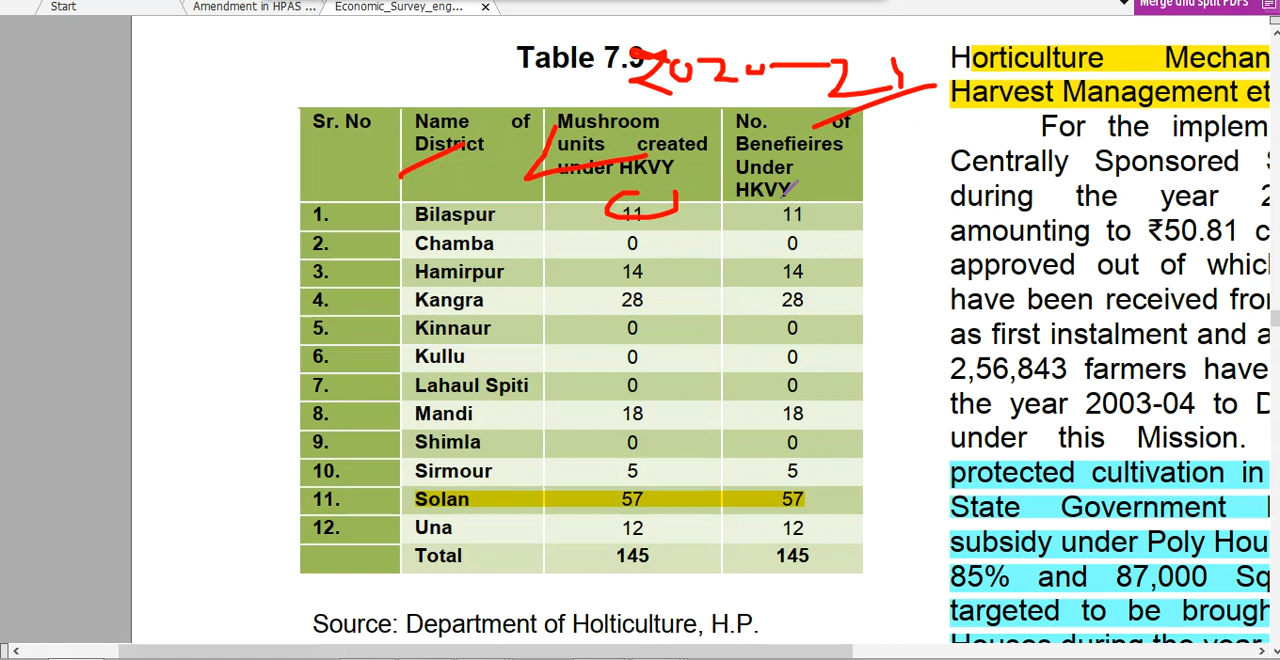 Start
Amendment in HPAS ...
Economic_Survey_eng...
Merge and split PDFs
Table 7.9
2020-21
Sr. No Name of District Mushroom units created under HKVY No. of Benefieires Under HKVY
1. Bilaspur 11 11
2. Chamba 0 0
3. Hamirpur 14 14
4. Kangra 28 28
5. Kinnaur 0 0
6. Kullu 0 0
7. Lahaul Spiti 0 0
8. Mandi 18 18
9. Shimla 0 0
10. Sirmour 5 5
11. Solan 57 57
12. Una 12 12
Total 145 145
Source: Department of Holticulture, H.P.
Horticulture Mechan
Harvest Management et
For the implem
Centrally Sponsored
during the year 2
amounting to ₹50.81 c
approved out of whic
have been received fro
as first instalment and a
2,56,843 farmers have
the year 2003-04 to D
under this Mission.
protected cultivation in
State Government
subsidy under Poly Hou
85% and 87,000 Sq
targeted to be brough
Houses during the year